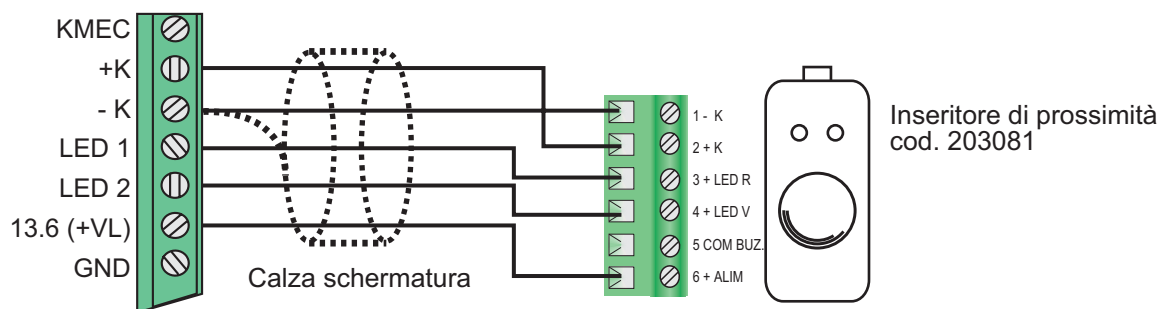 KMEC
+K
- K
LED 1
LED 2
13.6 (+VL)
GND
Calza schermatura
1 - K
2 + K
3 + LED R
4 + LED V
5 COM BUZ.
6 + ALIM
Inseritore di prossimità
cod. 203081